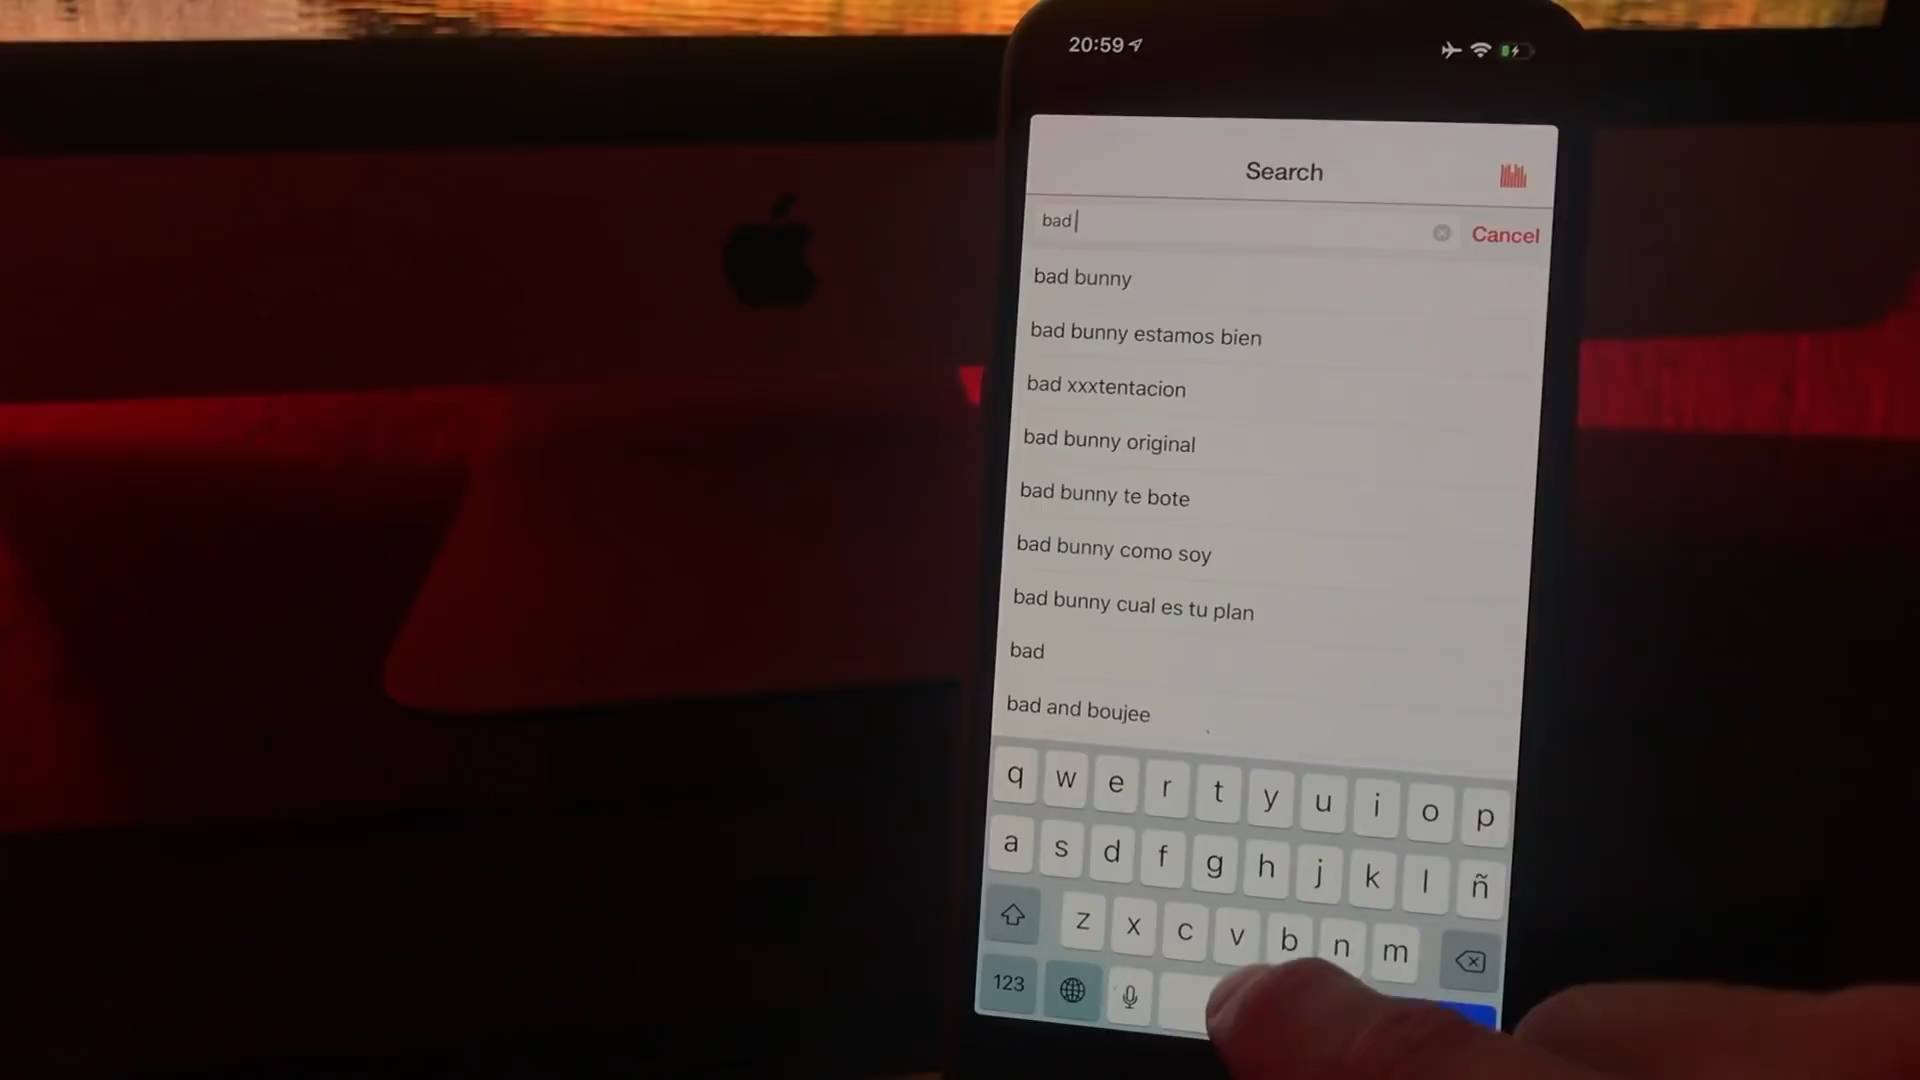 20:59
Search
bad
Cancel
bad bunny
bad bunny estamos bien
bad xxxtentacion
bad bunny original
bad bunny te bote
bad bunny como soy
bad bunny cual es tu plan
bad
bad and boujee
q w e r t y u i o p
a s d f g h j k l ñ
z x c v b n m
123